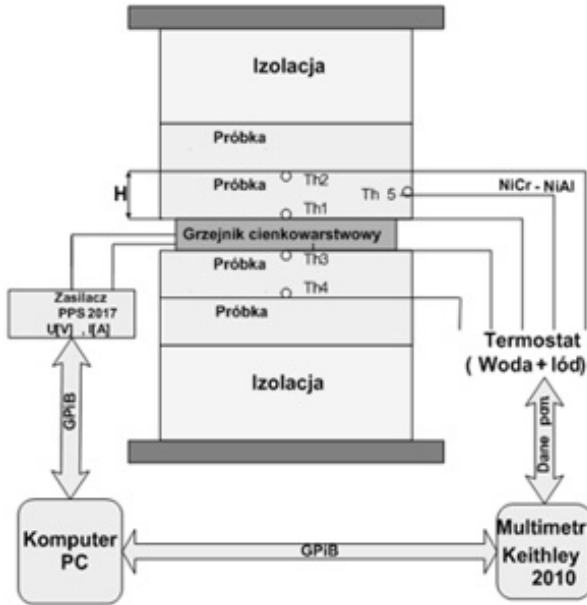 Izolacja
Próbka
Próbka
Th2
H
Th 5
NiCr - NiAl
Th1
Grzejnik cienkowarstwowy
Próbka
Th3
Th4
Próbka
Zasilacz
PPS 2017
U[V] , I[A]
Termostat
( Woda + lód)
Izolacja
GPiB
Dane pom
Komputer
PC
GPiB
Multimetr
Keithley
2010